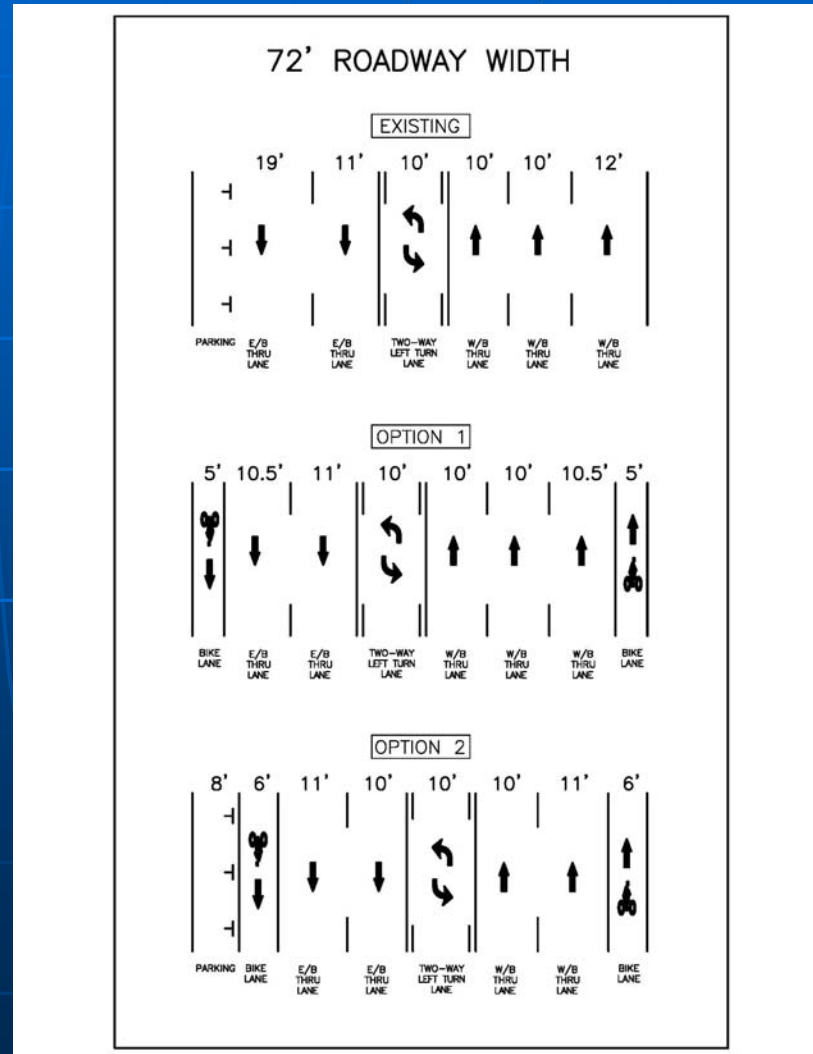 72' ROADWAY WIDTH
EXISTING
19' 11' 10' 10' 10' 12'
PARKING E/B THRU LANE E/B THRU LANE TWO-WAY LEFT TURN LANE W/B THRU LANE W/B THRU LANE W/B THRU LANE
OPTION 1
5' 10.5' 11' 10' 10' 10' 10.5' 5'
BIKE LANE E/B THRU LANE E/B THRU LANE TWO-WAY LEFT TURN LANE W/B THRU LANE W/B THRU LANE W/B THRU LANE BIKE LANE
OPTION 2
8' 6' 11' 10' 10' 10' 11' 6'
PARKING BIKE LANE E/B THRU LANE E/B THRU LANE TWO-WAY LEFT TURN LANE W/B THRU LANE W/B THRU LANE BIKE LANE